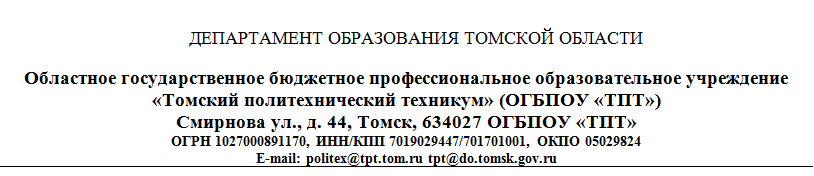 ДЕПАРТАМЕНТ ОБРАЗОВАНИЯ ТОМСКОЙ ОБЛАСТИ
Областное государственное бюджетное профессиональное образовательное учреждение
«Томский политехнический техникум» (ОГБПОУ «ТПТ»)
Смирнова ул., д. 44, Томск, 634027 ОГБПОУ «ТПТ»
ОГРН 1027000891170, ИНН/КПП 7019029447/701701001, ОКПО 05029824
E-mail: politex@tpt.tom.ru tpt@do.tomsk.gov.ru